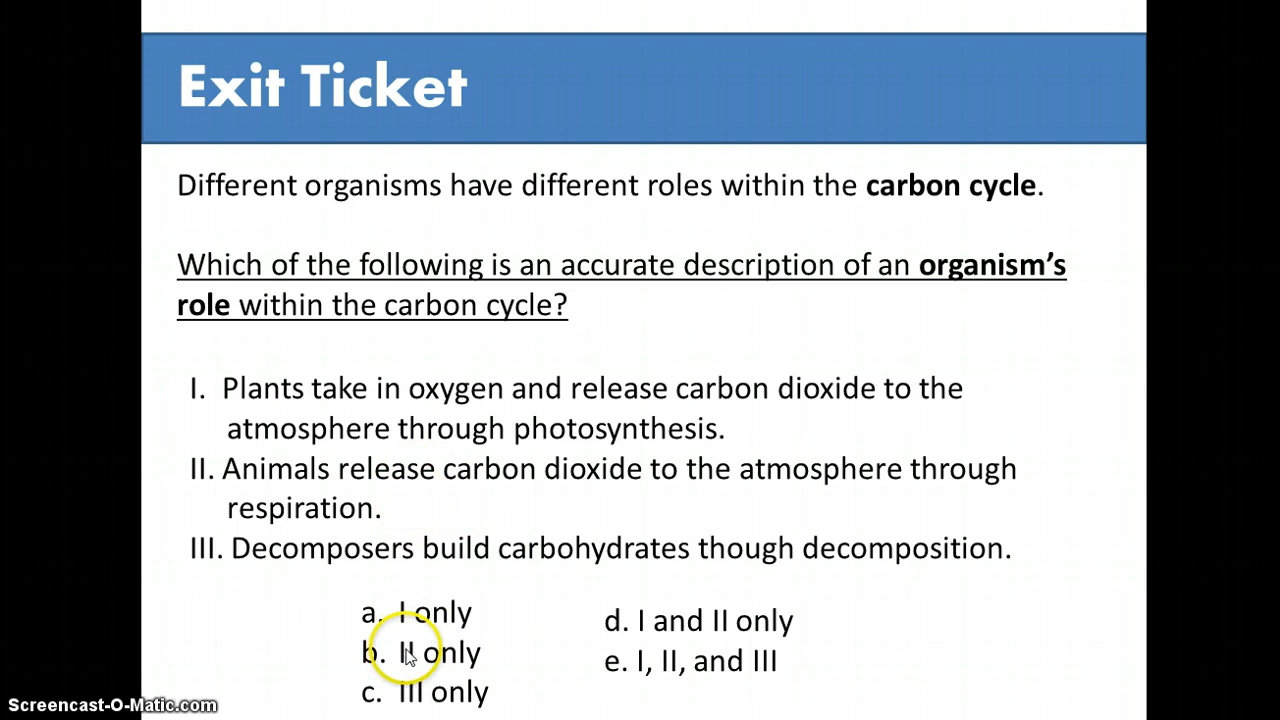 Exit Ticket
Different organisms have different roles within the carbon cycle.
Which of the following is an accurate description of an organism’s
role within the carbon cycle?
I. Plants take in oxygen and release carbon dioxide to the
atmosphere through photosynthesis.
II. Animals release carbon dioxide to the atmosphere through
respiration.
III. Decomposers build carbohydrates though decomposition.
a. I only
b. II only
c. III only
d. I and II only
e. I, II, and III
Screencast-O-Matic.com